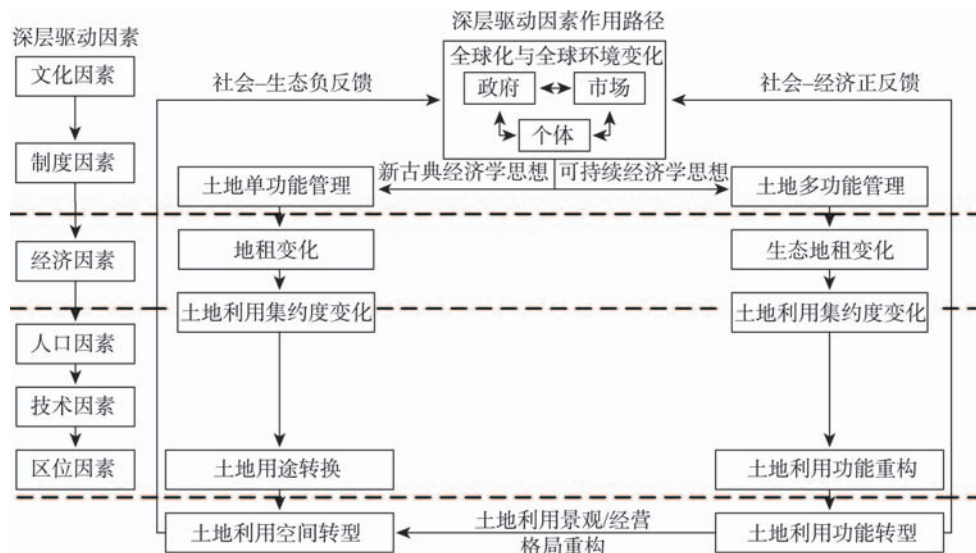 深层驱动因素作用路径
深层驱动因素
全球化与全球环境变化
文化因素
社会–生态负反馈
政府
市场
社会–经济正反馈
个体
制度因素
新古典经济学思想
可持续经济学思想
土地单功能管理
土地多功能管理
经济因素
地租变化
生态地租变化
土地利用集约度变化
土地利用集约度变化
人口因素
技术因素
区位因素
土地用途转换
土地利用功能重构
土地利用空间转型
土地利用景观/经营
格局重构
土地利用功能转型